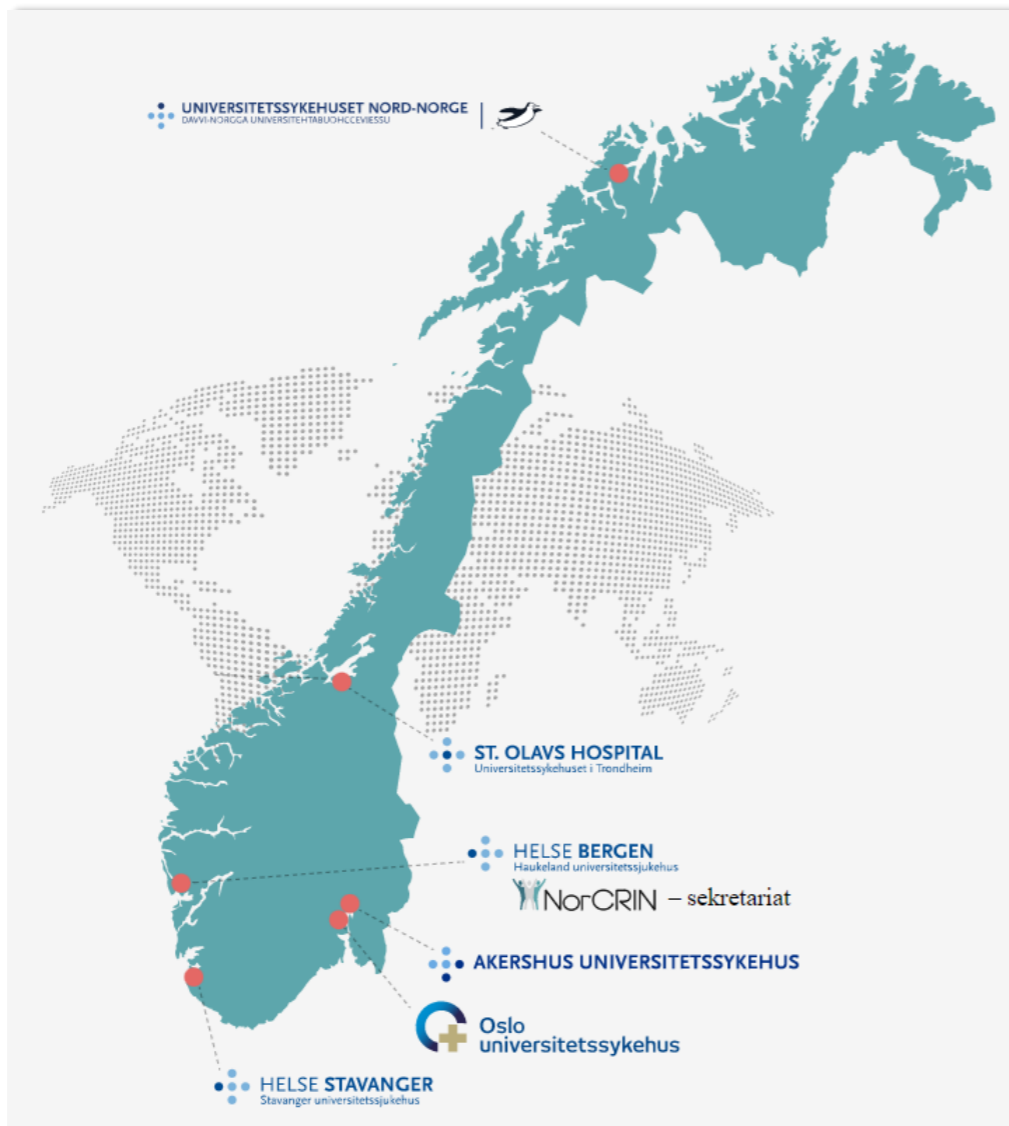 UNIVERSITETSSYKEHUSET NORD-NORGE
DAVVI-NORGGA UNIVERSITEHTABUOHCCEVIESSU
ST. OLAVS HOSPITAL
Universitetssykehuset i Trondheim
HELSE BERGEN
Haukeland universitetssjukehus
NorCRIN – sekretariat
AKERSHUS UNIVERSITETSSYKEHUS
Oslo
universitetssykehus
HELSE STAVANGER
Stavanger universitetssjukehus